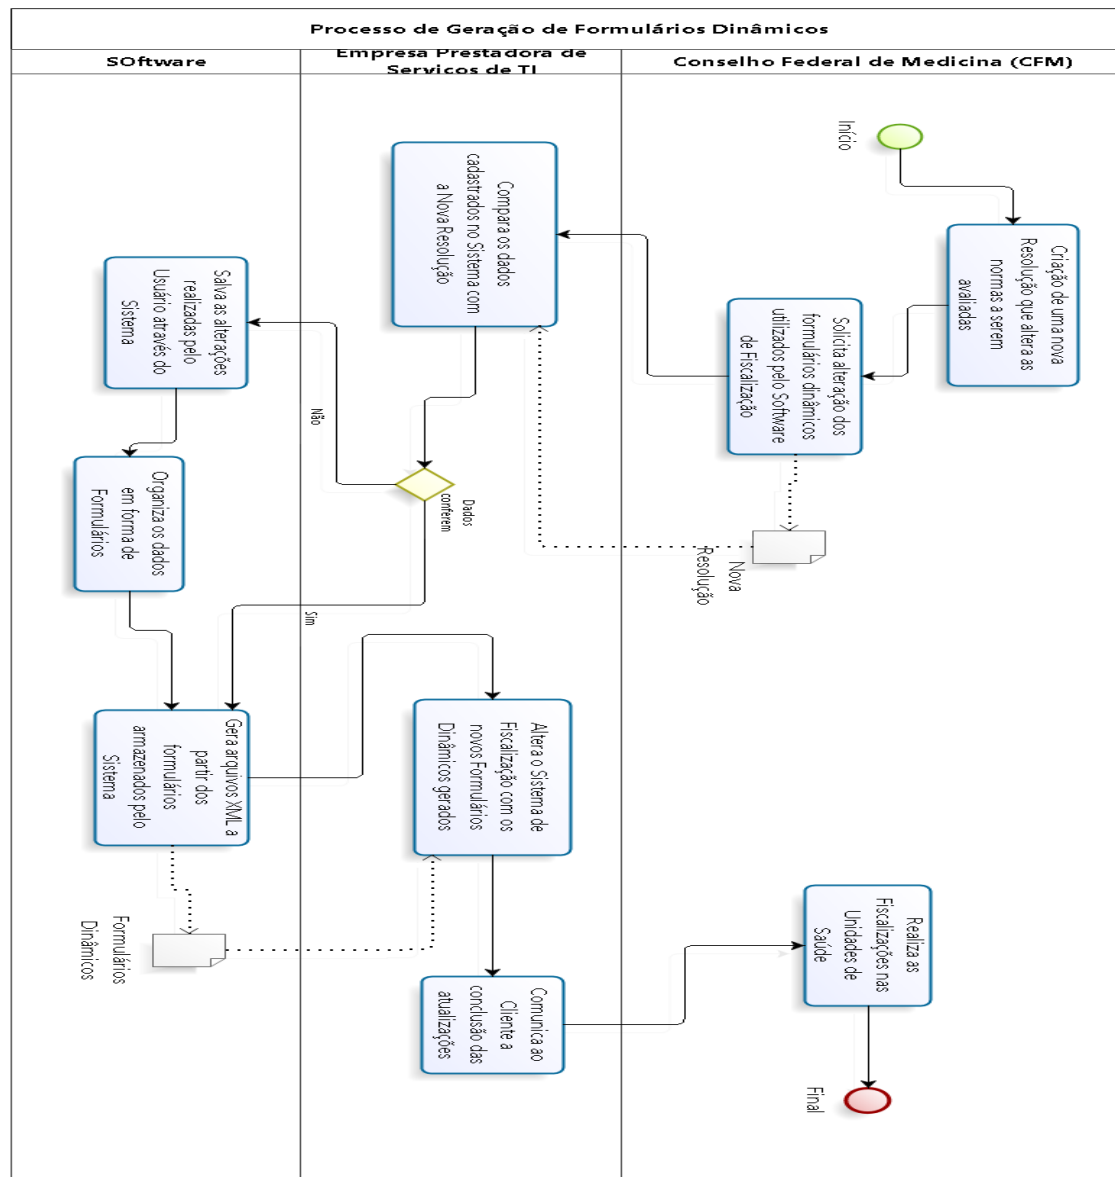 Processo de Geração de Formulários Dinâmicos
SOftware
Empresa Prestadora de
Serviços de TI
Conselho Federal de Medicina (CFM)
Início
Criação de uma nova
Resolução que altera as
normas a serem
avaliadas
Solicita alteração dos
formulários dinâmicos
utilizados pelo Software
de Fiscalização
Nova
Resolução
Compara os dados
cadastrados no Sistema com
a Nova Resolução
Dados
conferem
Não
Sim
Salva as alterações
realizadas pelo
Usuário através do
Sistema
Organiza os dados
em forma de
Formulários
Gera arquivos XML a
partir dos
formulários
armazenados pelo
Sistema
Formulários
Dinâmicos
Altera o Sistema de
Fiscalização com os
novos Formulários
Dinâmicos gerados
Comunica ao
Cliente a
conclusão das
atualizações
Realiza as
Fiscalizações nas
Unidades de
Saúde
Final